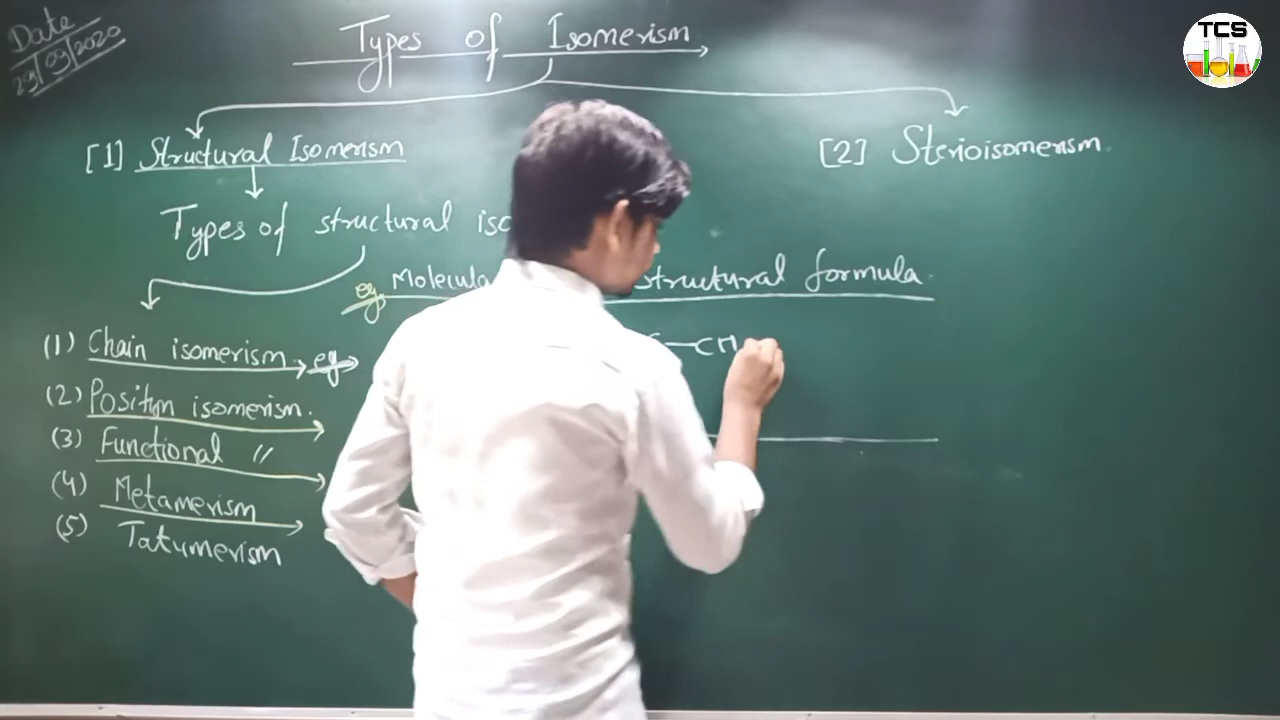 Date
29/03/2020
Types of Isomerism
TCS
[1] Structural Isomerism
[2] Sterioisomerism
Types of structural
eg Molecula structural formula
(1) Chain isomerism eg
CH
(2) Position isomerism.
(3) Functional "
(4) Metamerism
(5) Tatumerism